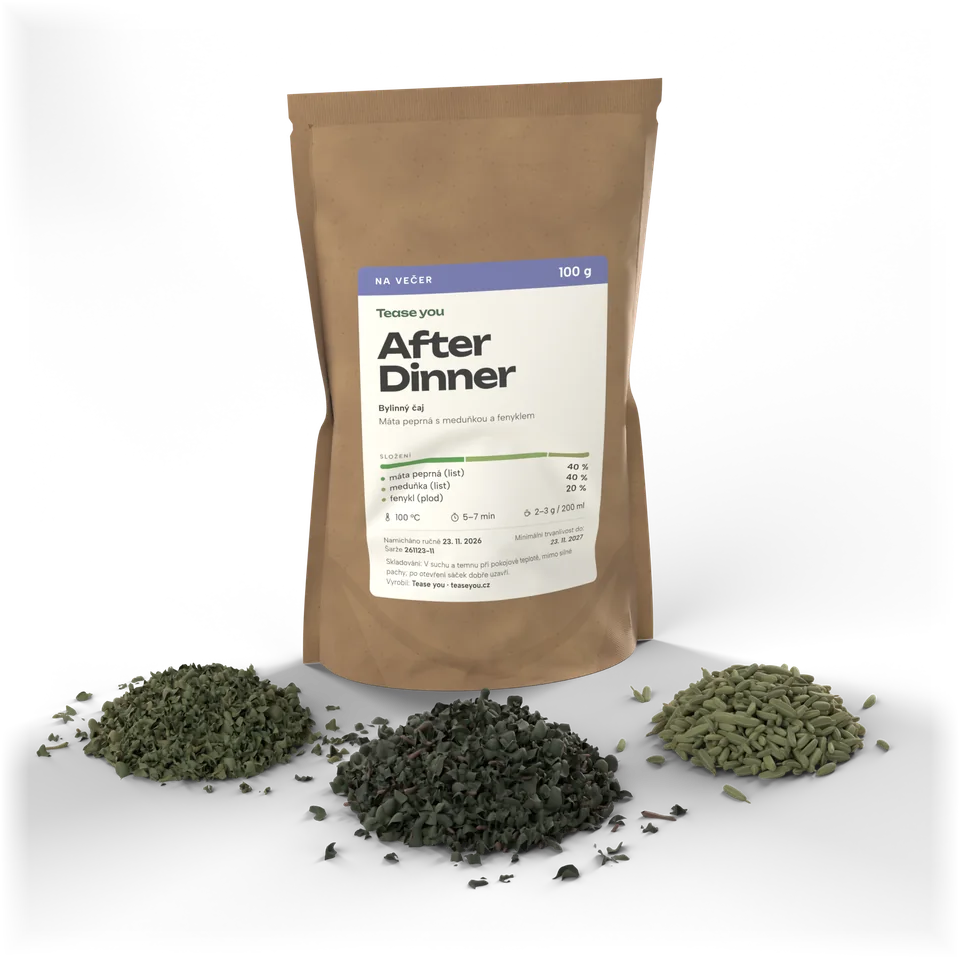 NA VEČER
100 g
Tease you
After
Dinner
Bylinný čaj
Máta peprná s meduňkou a fenyklem
SLOŽENÍ
máta peprná (list) 40 %
meduňka (list) 40 %
fenykl (plod) 20 %
100 °C 5–7 min 2–3 g / 200 ml
Namícháno ručně 23. 11. 2026
Šarže 261123-11
Minimální trvanlivost do:
23. 11. 2027
Skladování: V suchu a temnu při pokojové teplotě, mimo silné
pachy, po otevření sáček dobře uzavří.
Vyrobil: Tease you · teaseyou.cz